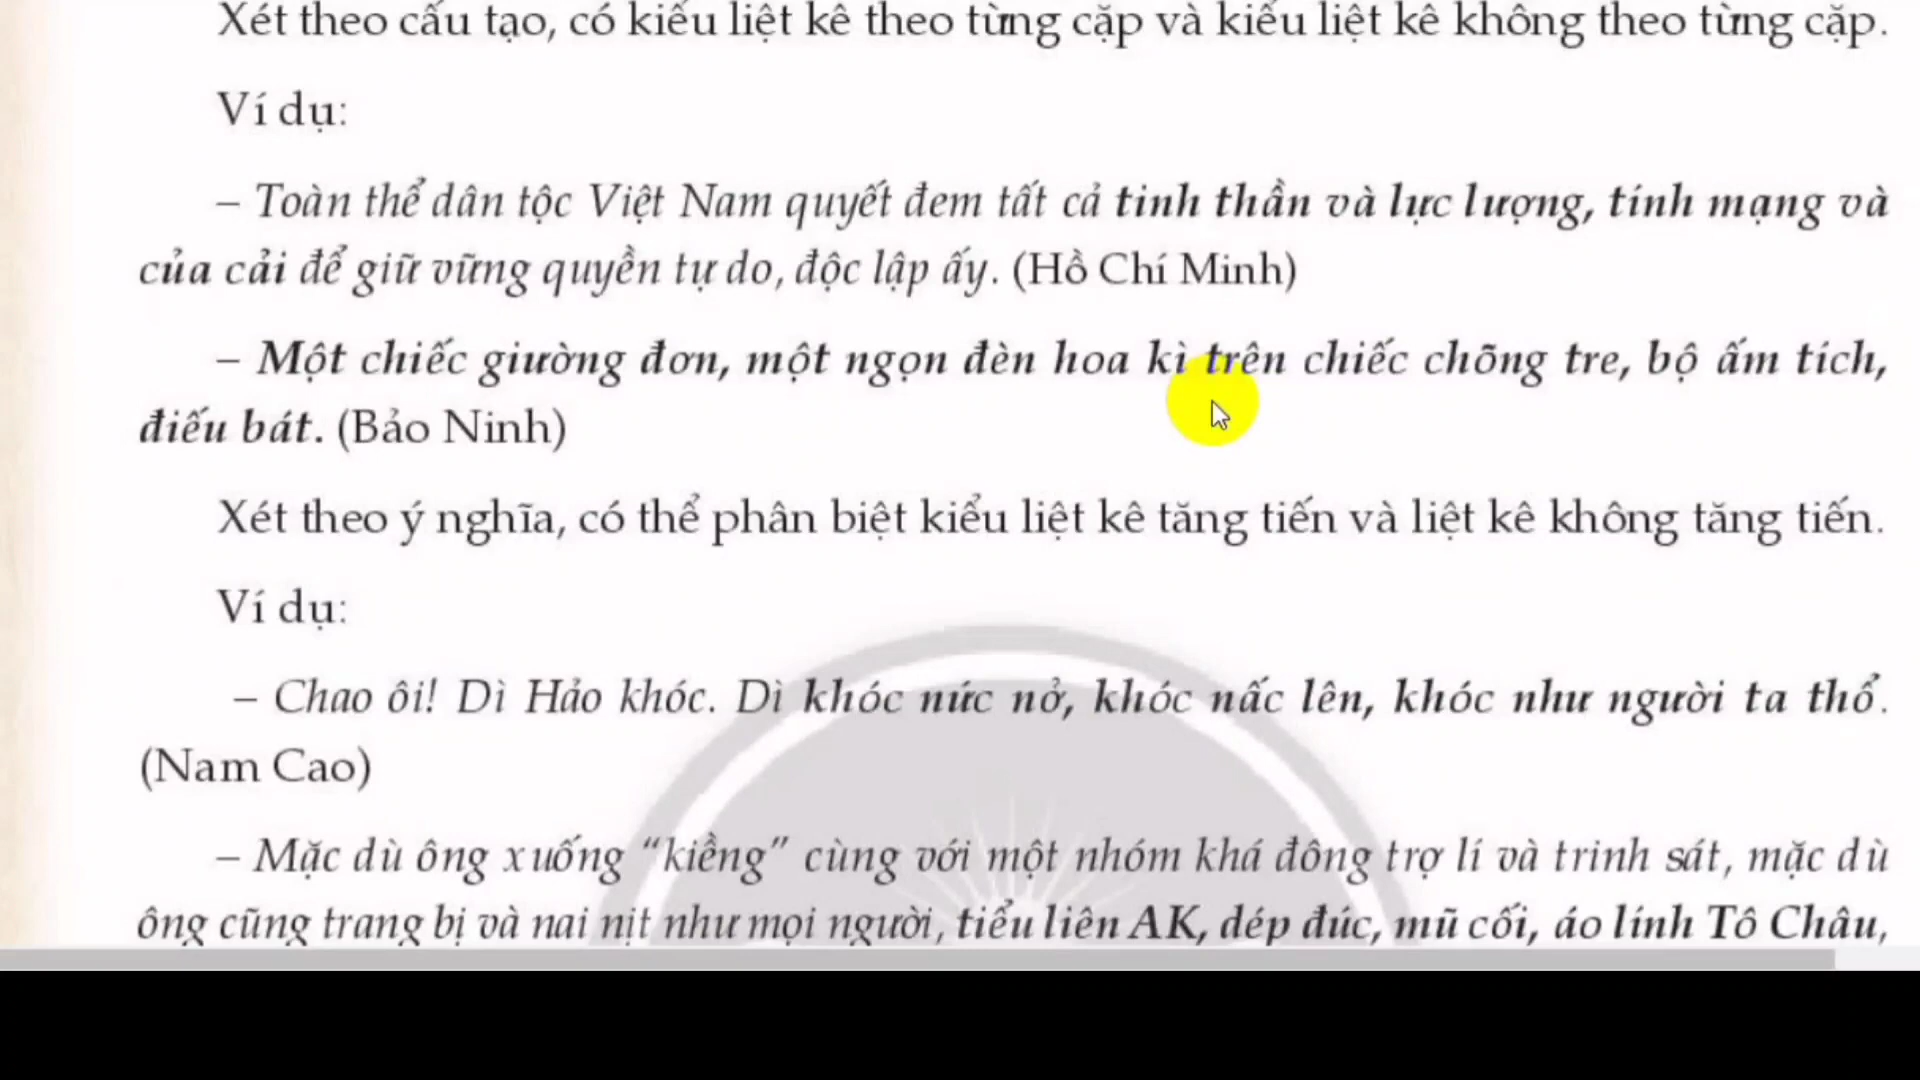 Xét theo cấu tạo, có kiểu liệt kê theo từng cặp và kiểu liệt kê không theo từng cặp.
Ví dụ:
– Toàn thể dân tộc Việt Nam quyết đem tất cả tinh thần và lực lượng, tính mạng và
của cải để giữ vững quyền tự do, độc lập ấy. (Hồ Chí Minh)
– Một chiếc giường đơn, một ngọn đèn hoa kì trên chiếc chõng tre, bộ ấm tích,
điếu bát. (Bảo Ninh)
Xét theo ý nghĩa, có thể phân biệt kiểu liệt kê tăng tiến và liệt kê không tăng tiến.
Ví dụ:
– Chao ôi! Dì Hảo khóc. Dì khóc nức nở, khóc nấc lên, khóc như người ta thổ.
(Nam Cao)
– Mặc dù ông xuống “kiềng” cùng với một nhóm khá đông trợ lí và trinh sát, mặc dù
ông cũng trang bị và nai nịt như mọi người, tiểu liên AK, dép đúc, mũ cối, áo lính Tô Châu,